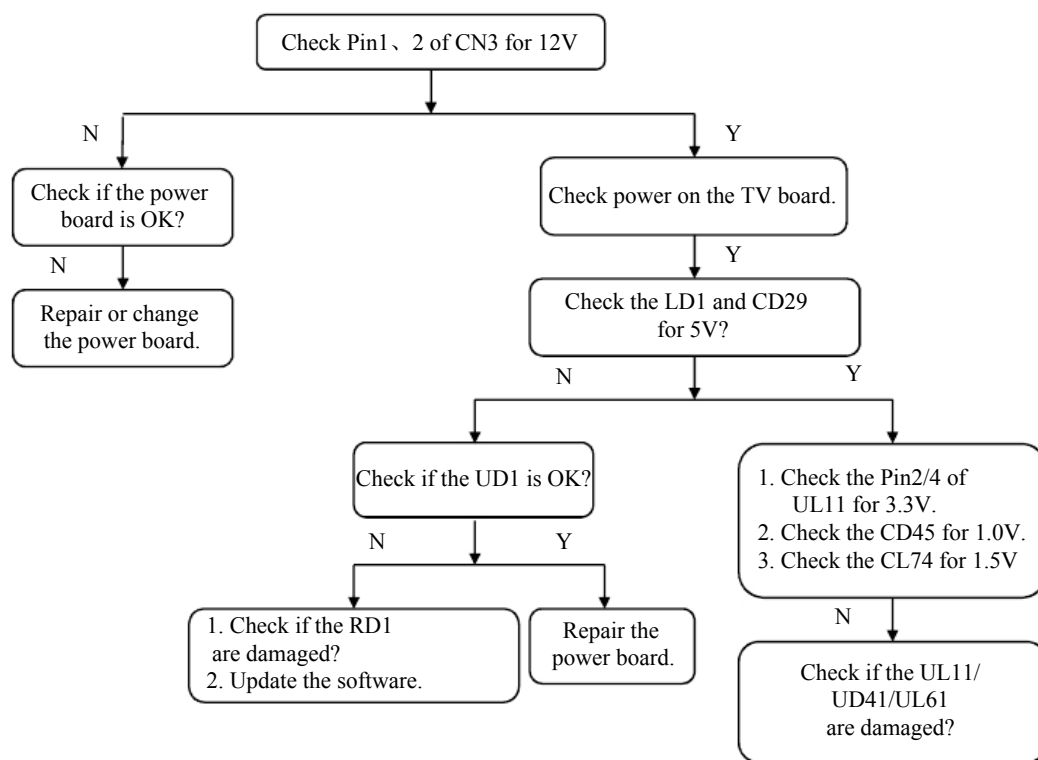 Check Pin1、2 of CN3 for 12V
N
Y
Check if the power
board is OK?
Check power on the TV board.
N
Y
Repair or change
the power board.
Check the LD1 and CD29
for 5V?
N
Y
Check if the UD1 is OK?
1. Check the Pin2/4 of
UL11 for 3.3V.
2. Check the CD45 for 1.0V.
3. Check the CL74 for 1.5V
N
Y
N
1. Check if the RD1
are damaged?
2. Update the software.
Repair the
power board.
Check if the UL11/
UD41/UL61
are damaged?